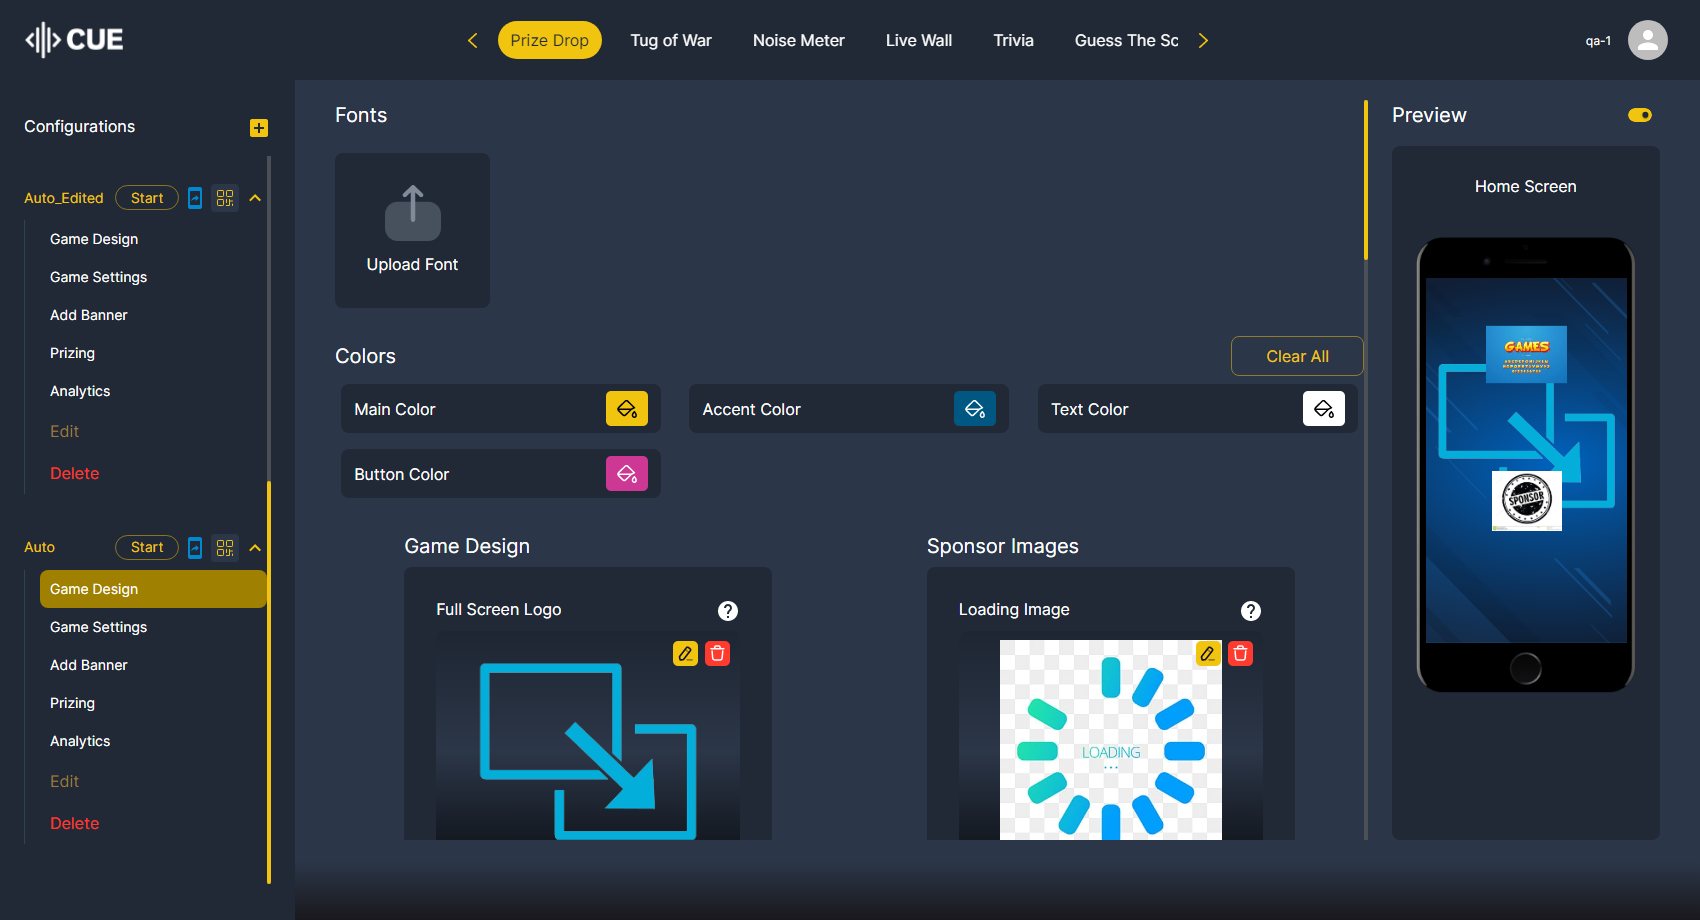 CUE
Prize Drop
Tug of War
Noise Meter
Live Wall
Trivia
Guess The Sc
qa-1
Configurations
Auto_Edited
Start
Game Design
Game Settings
Add Banner
Prizing
Analytics
Edit
Delete
Auto
Start
Game Design
Game Settings
Add Banner
Prizing
Analytics
Edit
Delete
Fonts
Upload Font
Colors
Clear All
Main Color
Accent Color
Text Color
Button Color
Game Design
Full Screen Logo
?
Sponsor Images
Loading Image
?
LOADING
...
Preview
Home Screen
GAMES
SPONSOR